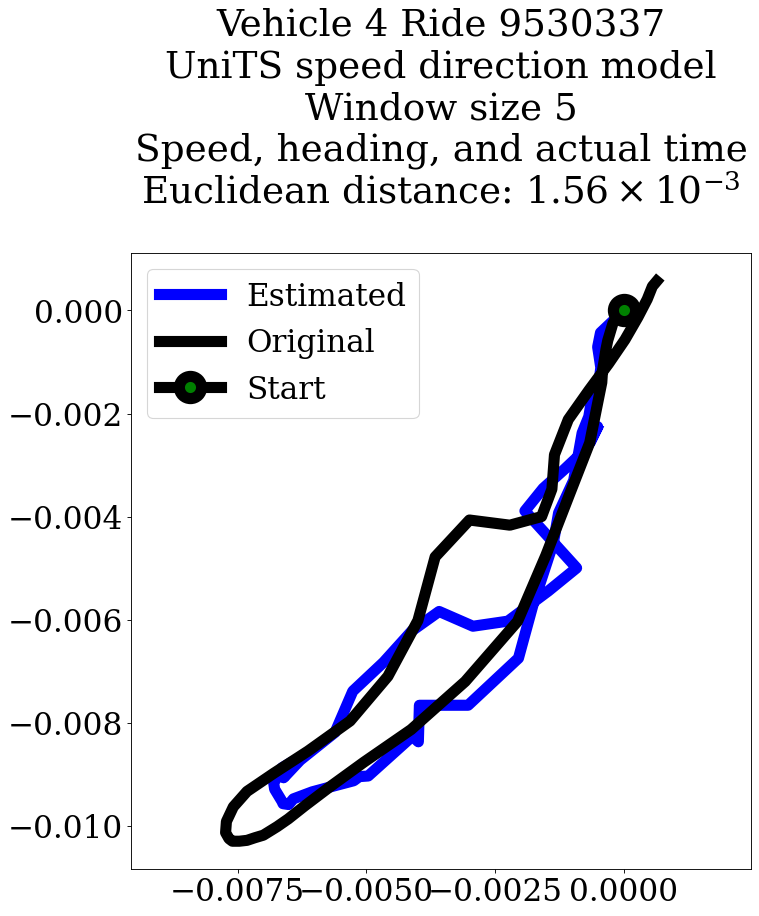 Vehicle 4 Ride 9530337
UniTS speed direction model
Window size 5
Speed, heading, and actual time
Euclidean distance: 1.56 × 10⁻³
Estimated
Original
Start
0.000
−0.002
−0.004
−0.006
−0.008
−0.010
−0.0075 −0.0050 −0.0025 0.0000